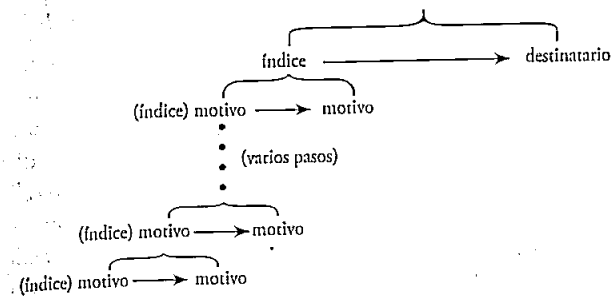 índice destinatario
(índice) motivo motivo
(varios pasos)
(índice) motivo motivo
(índice) motivo motivo